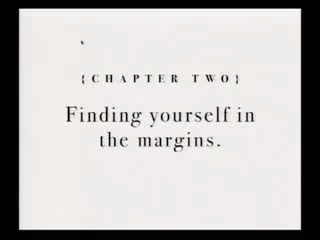 {CHAPTER TWO}
Finding yourself in
the margins.